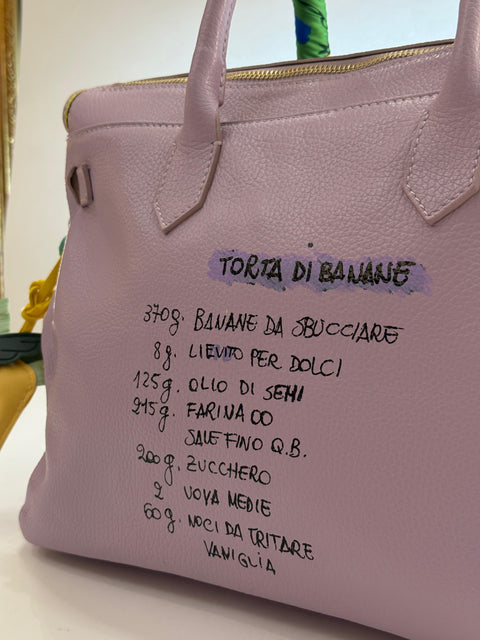 TORTA DI BANANE
370g. BANANE DA SBUCCIARE
8g. LIEVITO PER DOLCI
125g. OLIO DI SEMI
215g. FARINA 00
SALE FINO Q.B.
200g. ZUCCHERO
2 UOVA MEDIE
60g. NOCI DA TRITARE
VANIGLIA